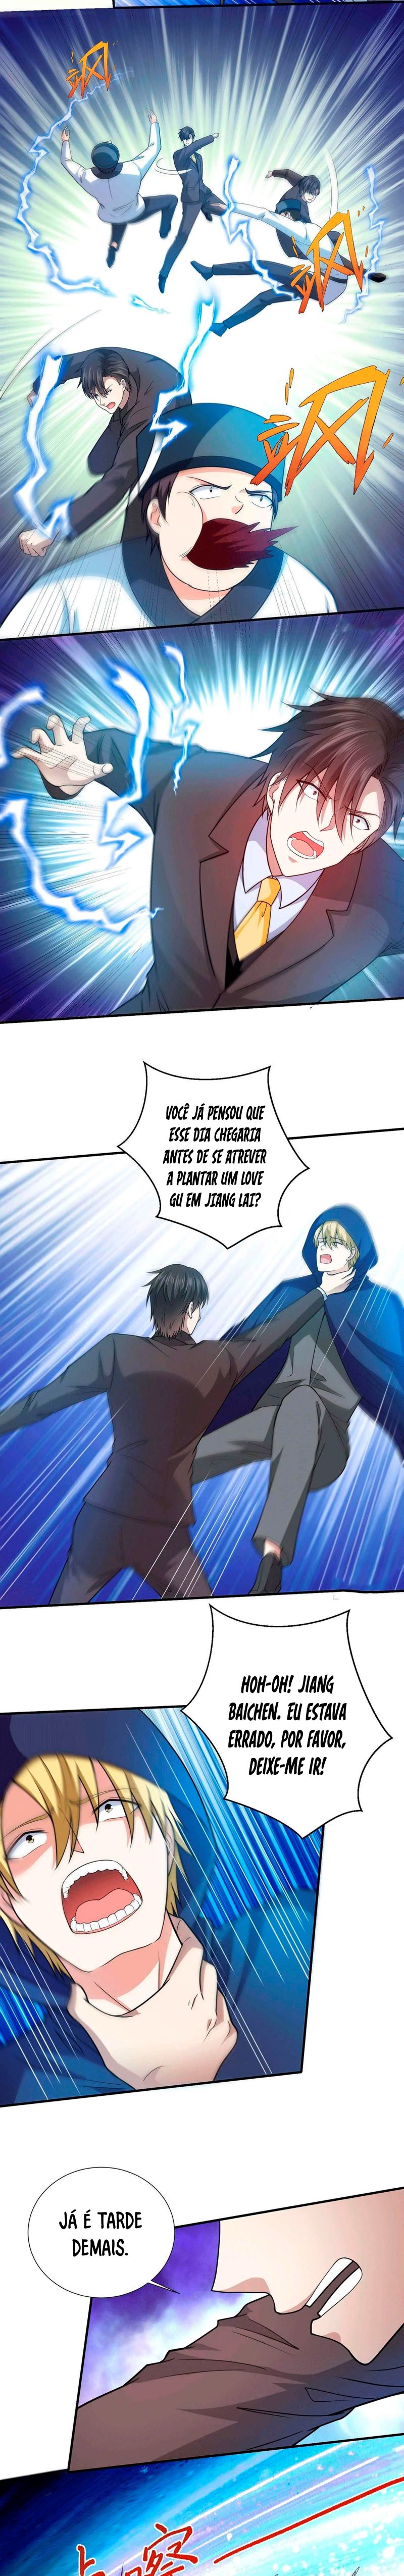 飒
飒
飒
VOCÊ JÁ PENSOU QUE
ESSE DIA CHEGARIA
ANTES DE SE ATREVER
A PLANTAR UM LOVE
GU EM JIANG LAI?
HOH-OH! JIANG
BAICHEN. EU ESTAVA
ERRADO, POR FAVOR,
DEIXE-ME IR!
JÁ É TARDE
DEMAIS.
察